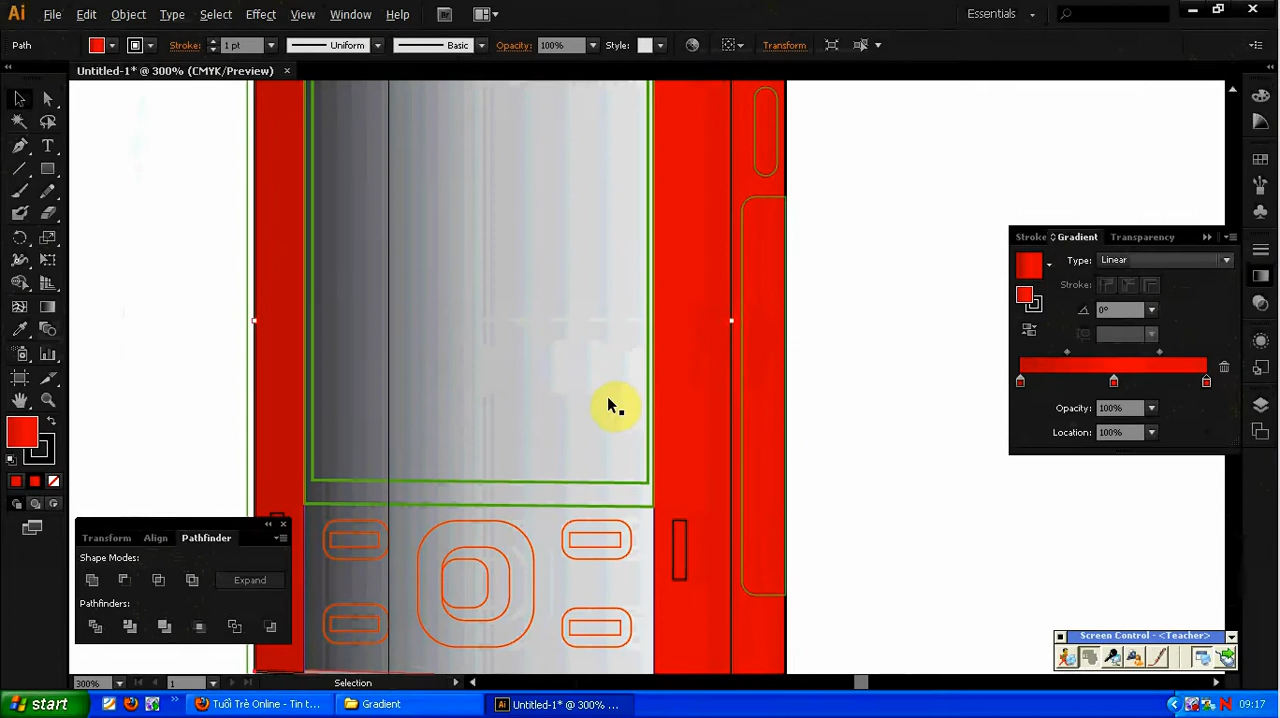 Ai File Edit Object Type Select Effect View Window Help Br Essentials
Path Stroke: 1 pt Uniform Basic Opacity: 100% Style: Transform
Untitled-1* @ 300% (CMYK/Preview) ×
Stroke Gradient Transparency
Type: Linear
Stroke:
0°
Opacity: 100%
Location: 100%
Transform Align Pathfinder
Shape Modes:
Expand
Pathfinders:
Screen Control - <Teacher>
300% 1 Selection
start Tuổi Trẻ Online - Tin t... Gradient Ai Untitled-1* @ 300% ... N 09:17